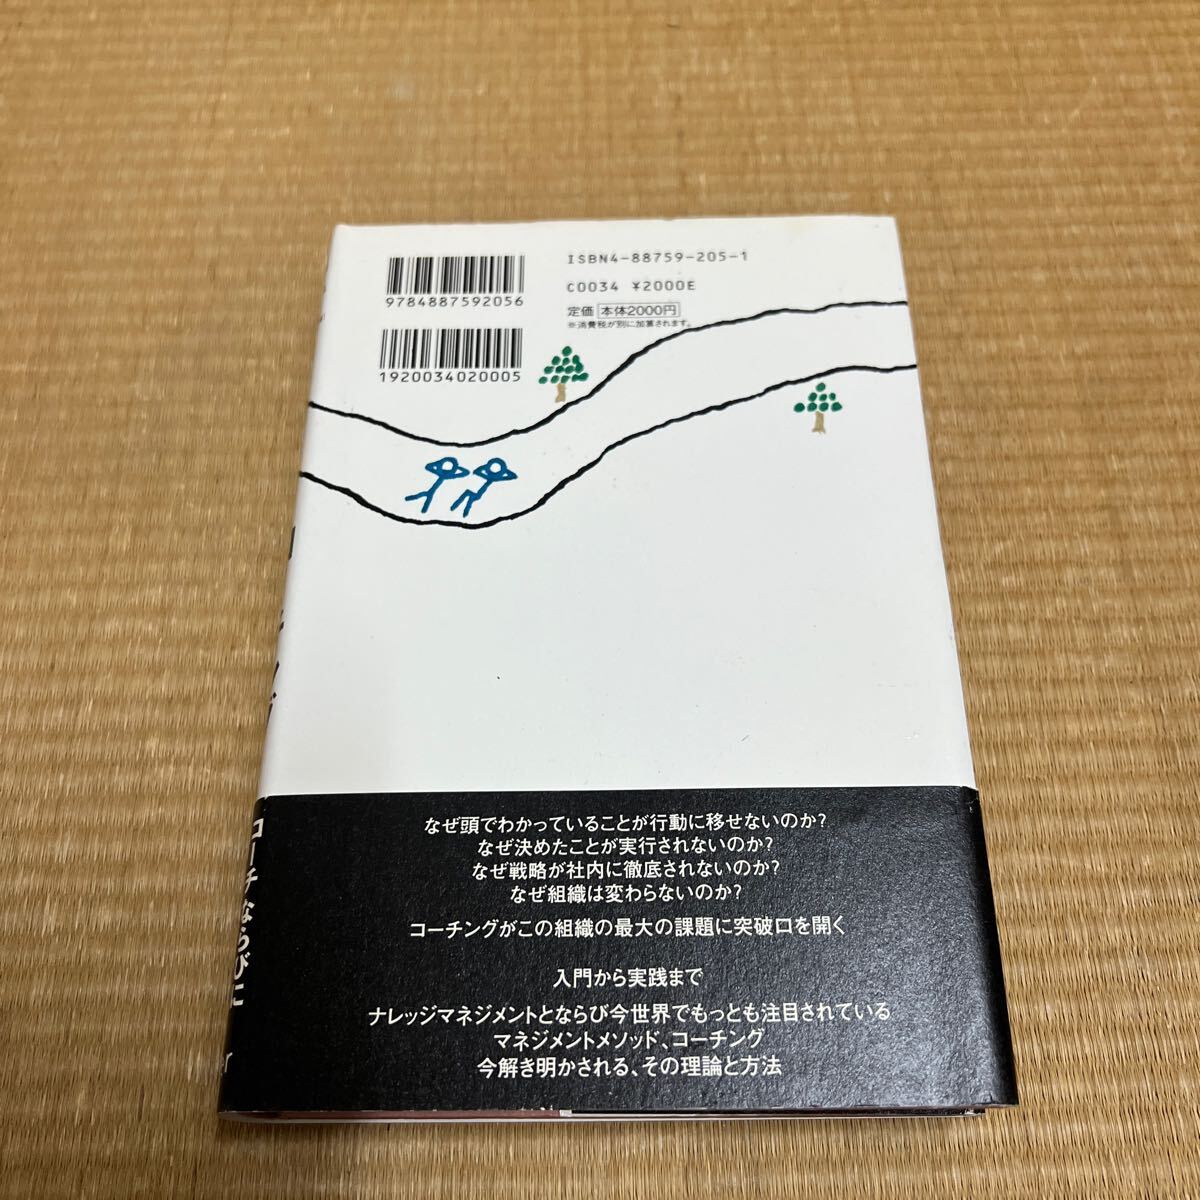 ISBN4-88759-205-1
C0034 ¥2000E
定価 本体2000円
※消費税が別に加算されます。
9784887592056
1920034020005
なぜ頭でわかっていることが行動に移せないのか?
なぜ決めたことが実行されないのか?
なぜ戦略が社内に徹底されないのか?
なぜ組織は変わらないのか?
コーチングがこの組織の最大の課題に突破口を開く
入門から実践まで
ナレッジマネジメントとならび今世界でもっとも注目されている
マネジメントメソッド、コーチング
今解き明かされる、その理論と方法
コーチならびに